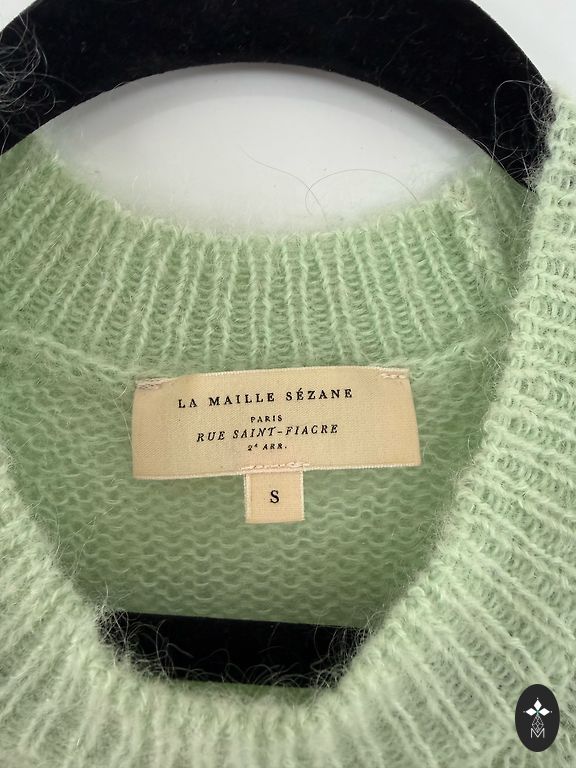 LA MAILLE SÉZANE
PARIS
RUE SAINT-FIACRE
2ᵉ ARR.
S
M